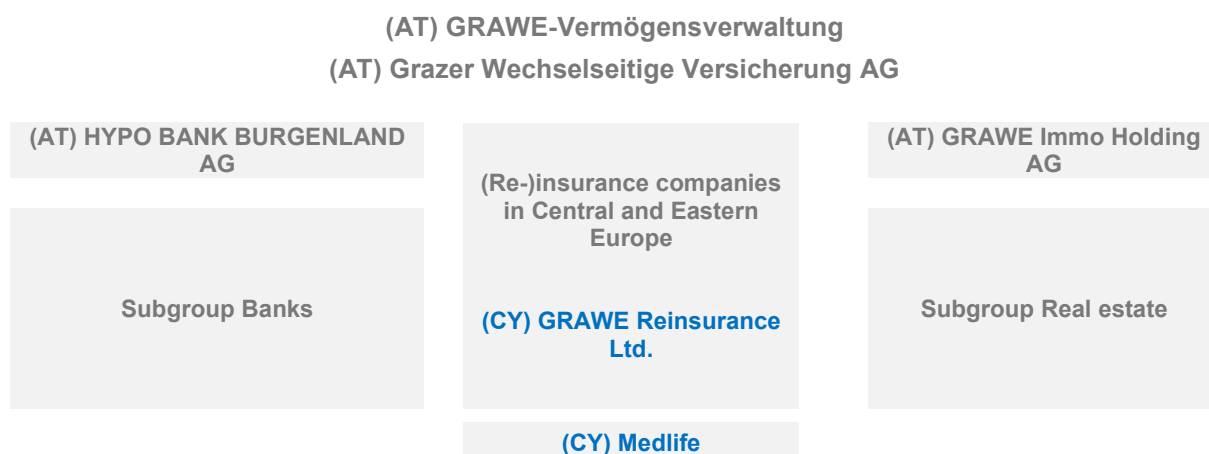 (AT) GRAWE-Vermögensverwaltung
(AT) Grazer Wechselseitige Versicherung AG
(AT) HYPO BANK BURGENLAND
AG
Subgroup Banks
(Re-)insurance companies
in Central and Eastern
Europe
(CY) GRAWE Reinsurance
Ltd.
(CY) Medlife
(AT) GRAWE Immo Holding
AG
Subgroup Real estate